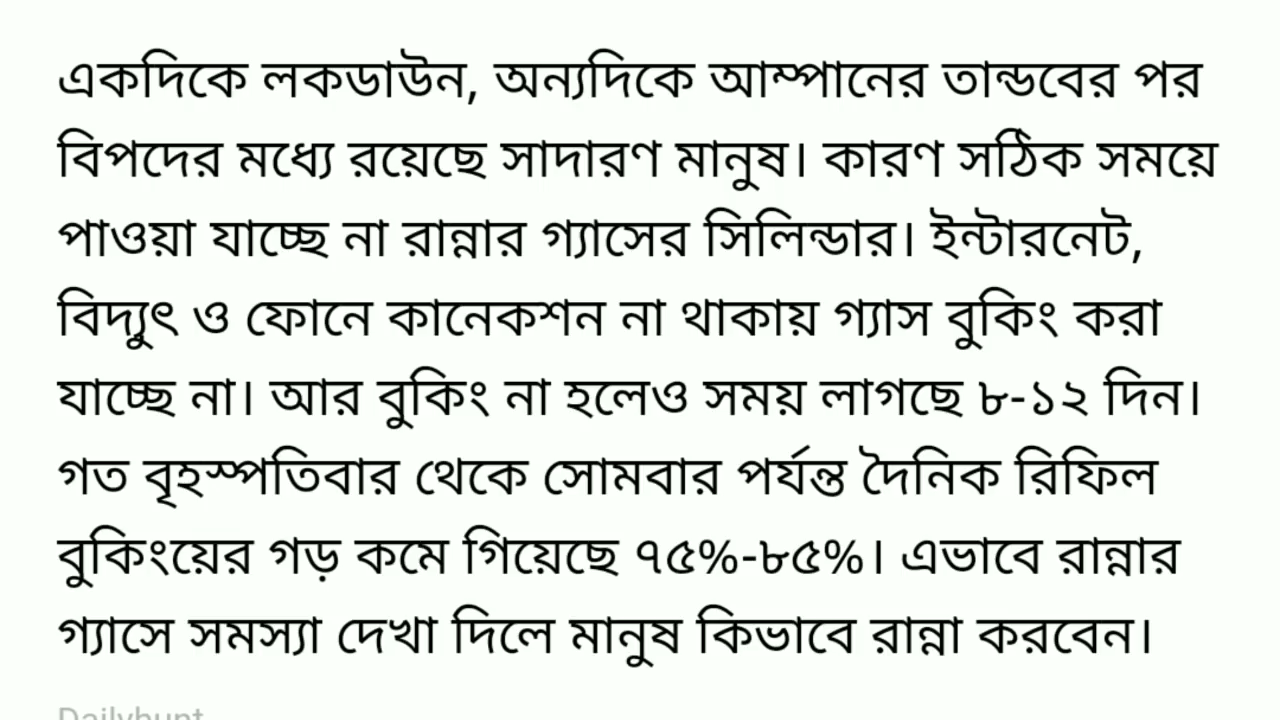 একদিকে লকডাউন, অন্যদিকে আম্পানের তান্ডবের পর
বিপদের মধ্যে রয়েছে সাদারণ মানুষ। কারণ সঠিক সময়ে
পাওয়া যাচ্ছে না রান্নার গ্যাসের সিলিন্ডার। ইন্টারনেট,
বিদ্যুৎ ও ফোনে কানেকশন না থাকায় গ্যাস বুকিং করা
যাচ্ছে না। আর বুকিং না হলেও সময় লাগছে ৮-১২ দিন।
গত বৃহস্পতিবার থেকে সোমবার পর্যন্ত দৈনিক রিফিল
বুকিংয়ের গড় কমে গিয়েছে ৭৫%-৮৫%। এভাবে রান্নার
গ্যাসে সমস্যা দেখা দিলে মানুষ কিভাবে রান্না করবেন।
Dailyhunt